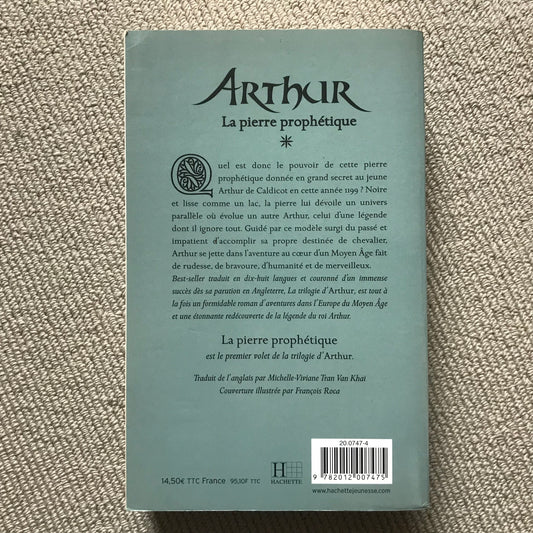 ARTHUR
La pierre prophétique
Quel est donc le pouvoir de cette pierre
prophétique donnée en grand secret au jeune
Arthur de Caldicot en cette année 1199 ? Noire
et lisse comme un lac, la pierre lui dévoile un univers
parallèle où évolue un autre Arthur, celui d'une légende
dont il ignore tout. Guidé par ce modèle surgi du passé et
impatient d'accomplir sa propre destinée de chevalier,
Arthur se jette dans l'aventure au cœur d'un Moyen Âge fait
de rudesse, de bravoure, d'humanité et de merveilleux.
Best-seller traduit en dix-huit langues et couronné d'un immense
succès dès sa parution en Angleterre, La trilogie d'Arthur, est tout à
la fois un formidable roman d'aventures dans l'Europe du Moyen Âge
et une étonnante redécouverte de la légende du roi Arthur.
La pierre prophétique
est le premier volet de la trilogie d'Arthur.
Traduit de l'anglais par Michelle-Viviane Tran Van Khai
Couverture illustrée par François Roca
20.0747-4
9 782012 007475
14,50€ TTC France 95,10F TTC
H
HACHETTE
www.hachettejeunesse.com